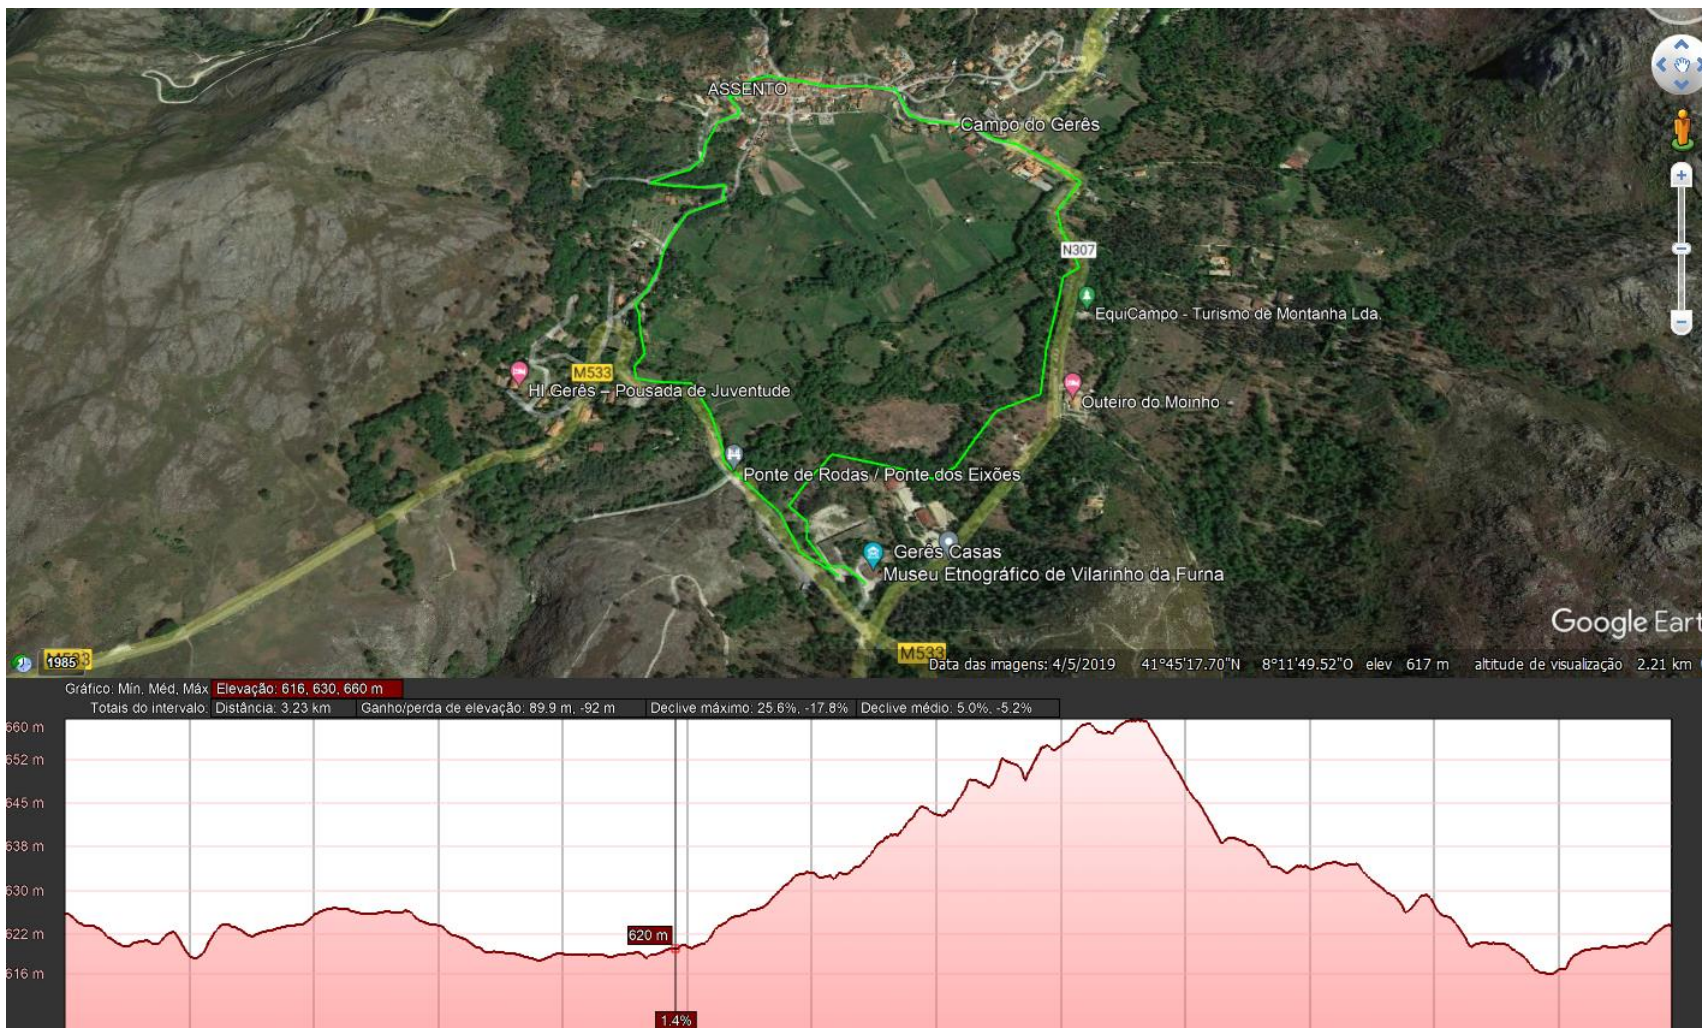 ASSENTO
Campo do Gerês
N307
EquiCampo - Turismo de Montanha Lda.
M533
HI Gerês – Pousada de Juventude
Outeiro do Moinho
Ponte de Rodas / Ponte dos Eixões
Gerês Casas
Museu Etnográfico de Vilarinho da Furna
Google Eart
M533
1985
M533
Data das imagens: 4/5/2019 41°45'17.70"N 8°11'49.52"O elev 617 m altitude de visualização 2.21 km
Gráfico: Mín, Méd, Máx Elevação: 616, 630, 660 m
Totais do intervalo: Distância: 3.23 km Ganho/perda de elevação: 89.9 m, -92 m Declive máximo: 25.6%, -17.8% Declive médio: 5.0%, -5.2%
660 m
652 m
645 m
638 m
630 m
622 m
620 m
616 m
1.4%